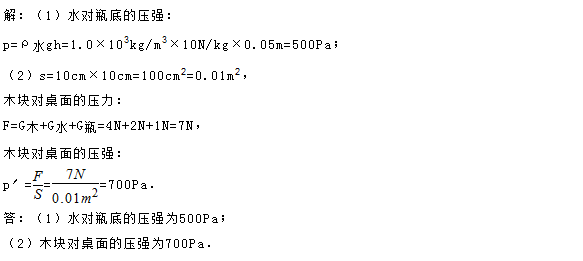 解：（1）水对瓶底的压强：
p=ρ水gh=1.0×10³kg/m³×10N/kg×0.05m=500Pa；
（2）s=10cm×10cm=100cm²=0.01m²，
木块对桌面的压力：
F=G木+G水+G瓶=4N+2N+1N=7N，
木块对桌面的压强：
p′=F/S=7N/0.01m²=700Pa．
答：（1）水对瓶底的压强为500Pa；
（2）木块对桌面的压强为700Pa．